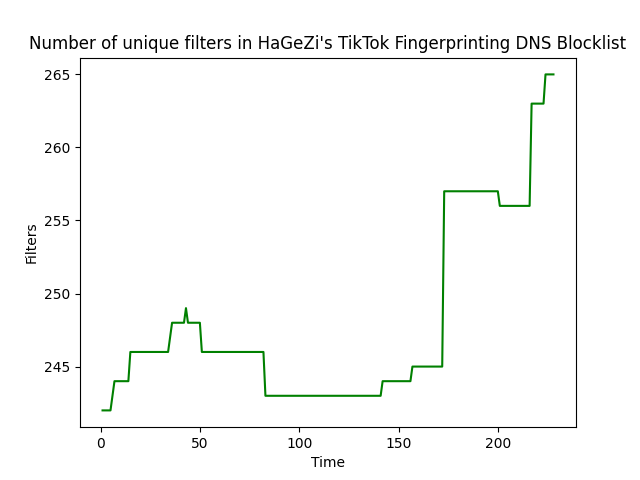 Number of unique filters in HaGeZi's TikTok Fingerprinting DNS Blocklist
265
260
255
250
245
Filters
0 50 100 150 200
Time